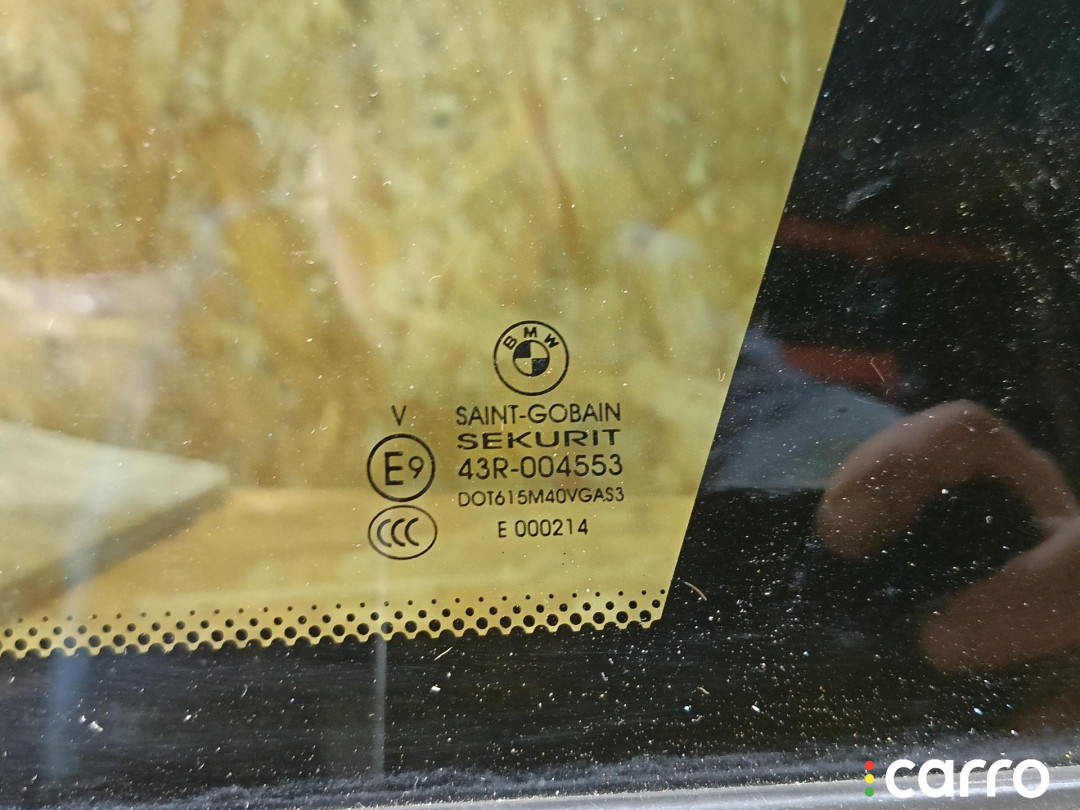 BMW
V SAINT-GOBAIN
SEKURIT
E9 43R-004553
DOT615M40VGAS3
CCC E 000214
carro